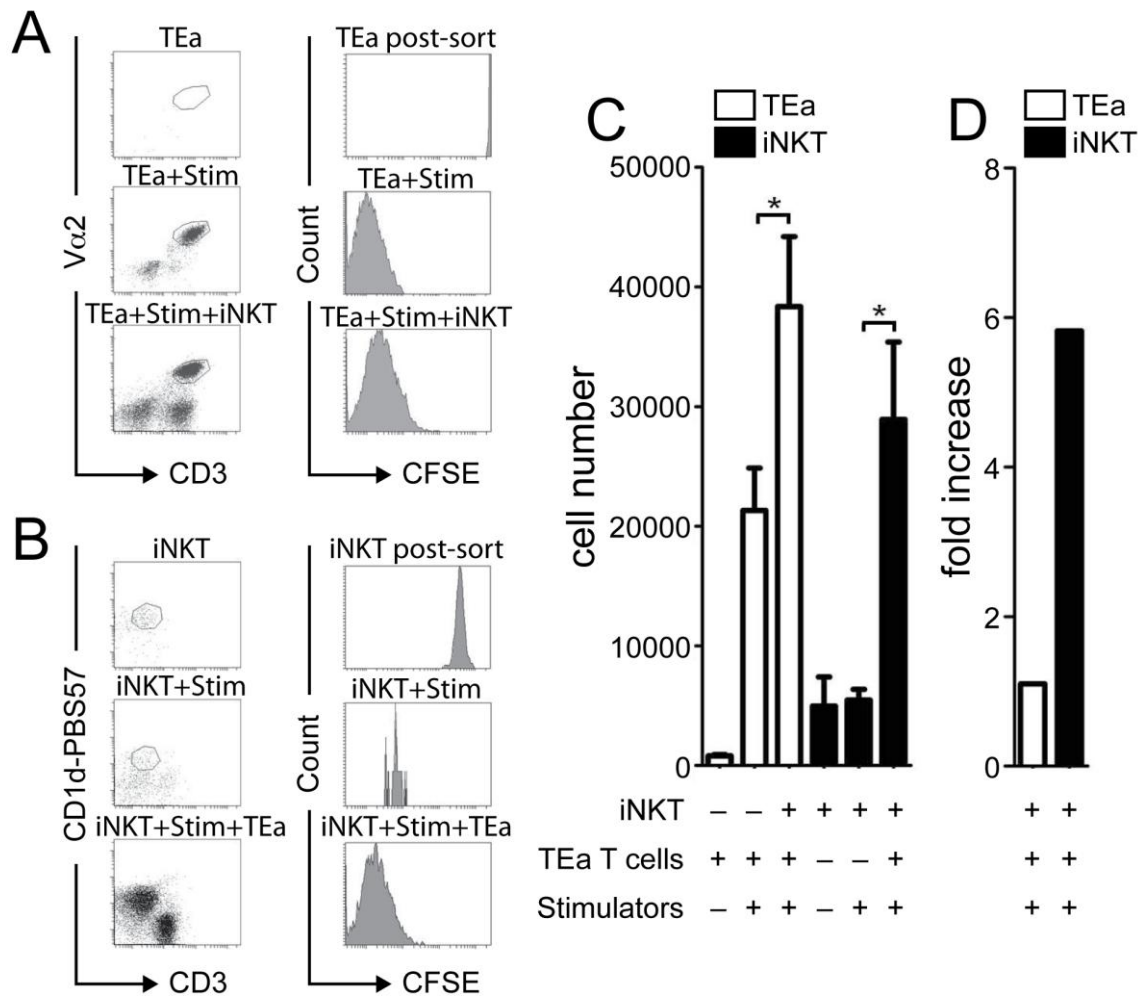 A
TEa
TEa post-sort
TEa+Stim
TEa+Stim
TEa+Stim+iNKT
TEa+Stim+iNKT
Vα2
Count
CD3
CFSE
B
iNKT
iNKT post-sort
iNKT+Stim
iNKT+Stim
iNKT+Stim+TEa
iNKT+Stim+TEa
CD1d-PBS57
Count
CD3
CFSE
C
TEa
iNKT
cell number
50000
40000
30000
20000
10000
0
*
*
iNKT – – + + + +
TEa T cells + + + – – +
Stimulators – + + – + +
D
TEa
iNKT
fold increase
8
6
4
2
0
+ +
+ +
+ +